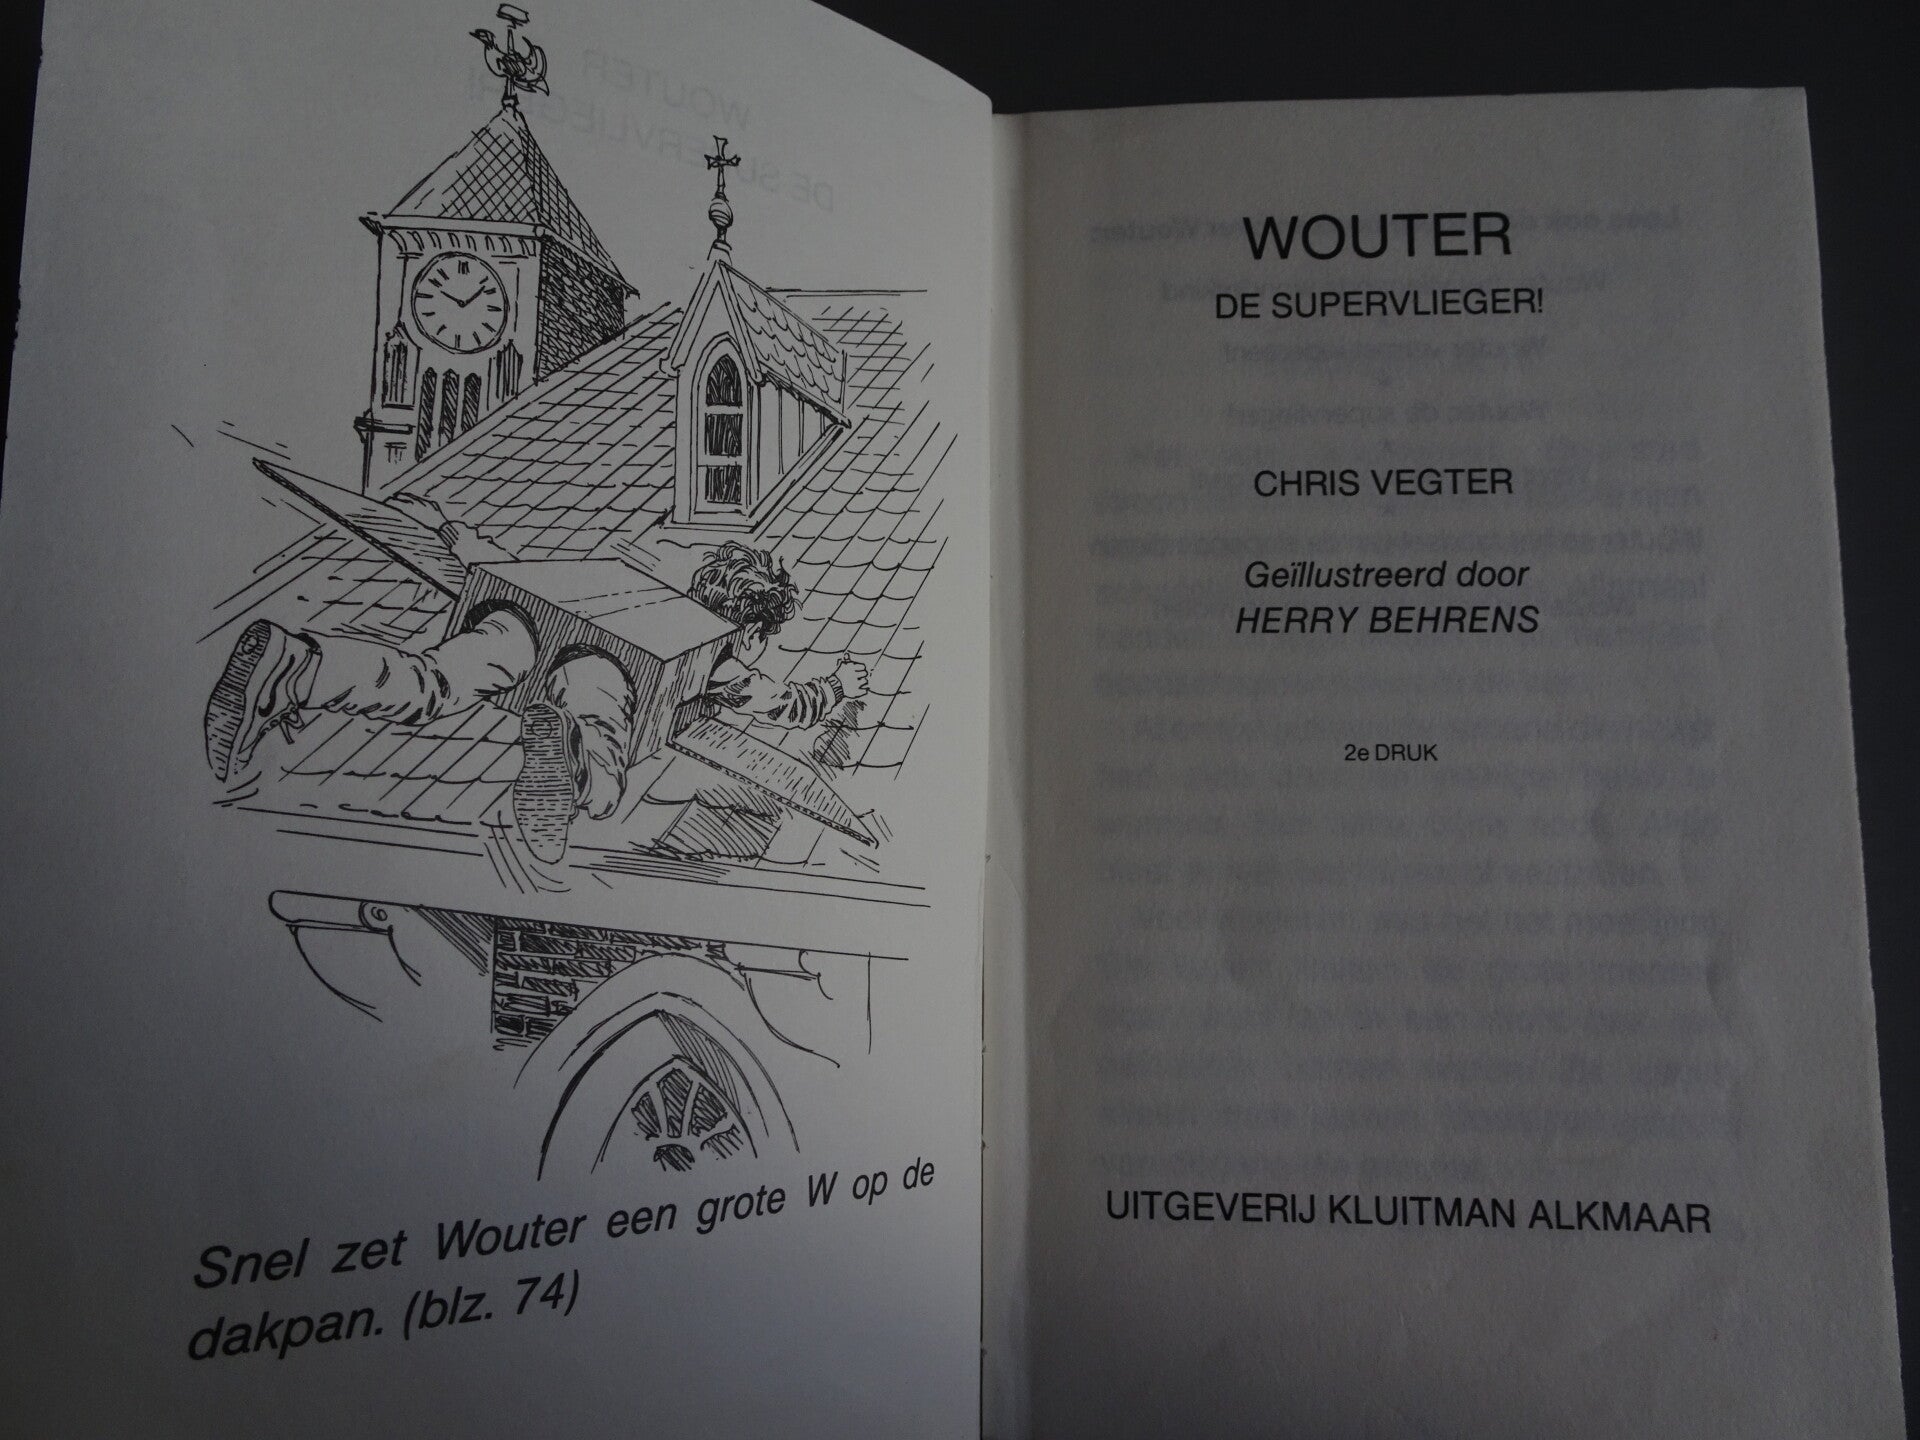 Snel zet Wouter een grote W op de
dakpan. (blz. 74)
WOUTER
DE SUPERVLIEGER!
CHRIS VEGTER
Geïllustreerd door
HERRY BEHRENS
2e DRUK
UITGEVERIJ KLUITMAN ALKMAAR